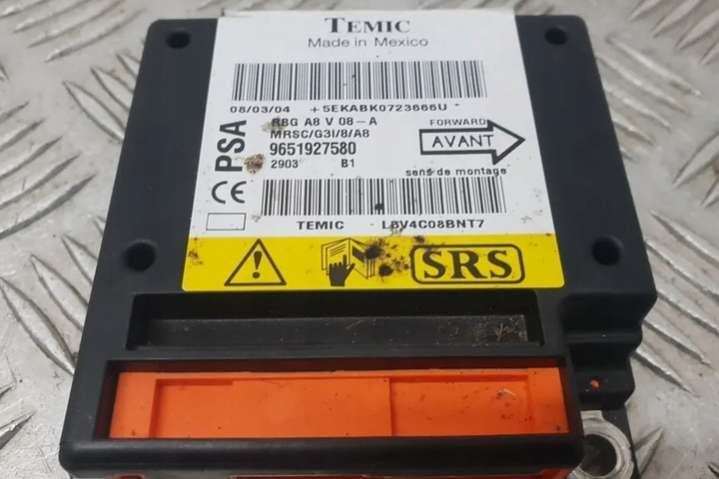 TEMIC
Made in Mexico
08/03/04 +5EKABK0723666U
PSA
RBG A8 V 08-A
MRSC/G3I/8/A8
9651927580
2903 B1
FORWARD
AVANT
sens de montage
CE
TEMIC L8V4C08BNT7
SRS